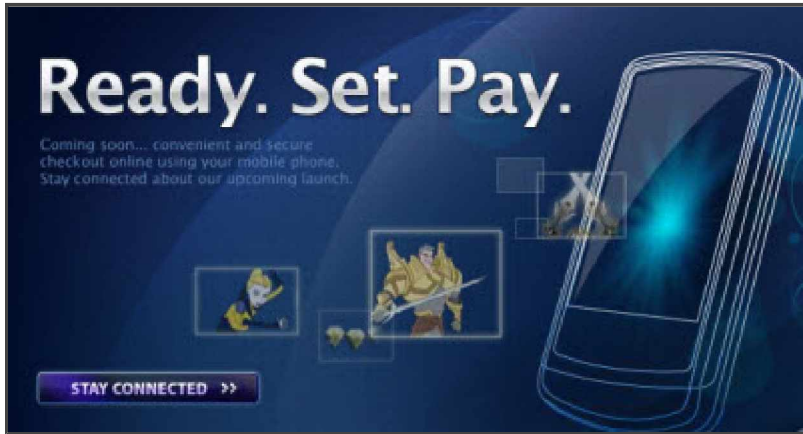 Ready. Set. Pay.
Coming soon... convenient and secure
checkout online using your mobile phone.
Stay connected about our upcoming launch.
STAY CONNECTED >>